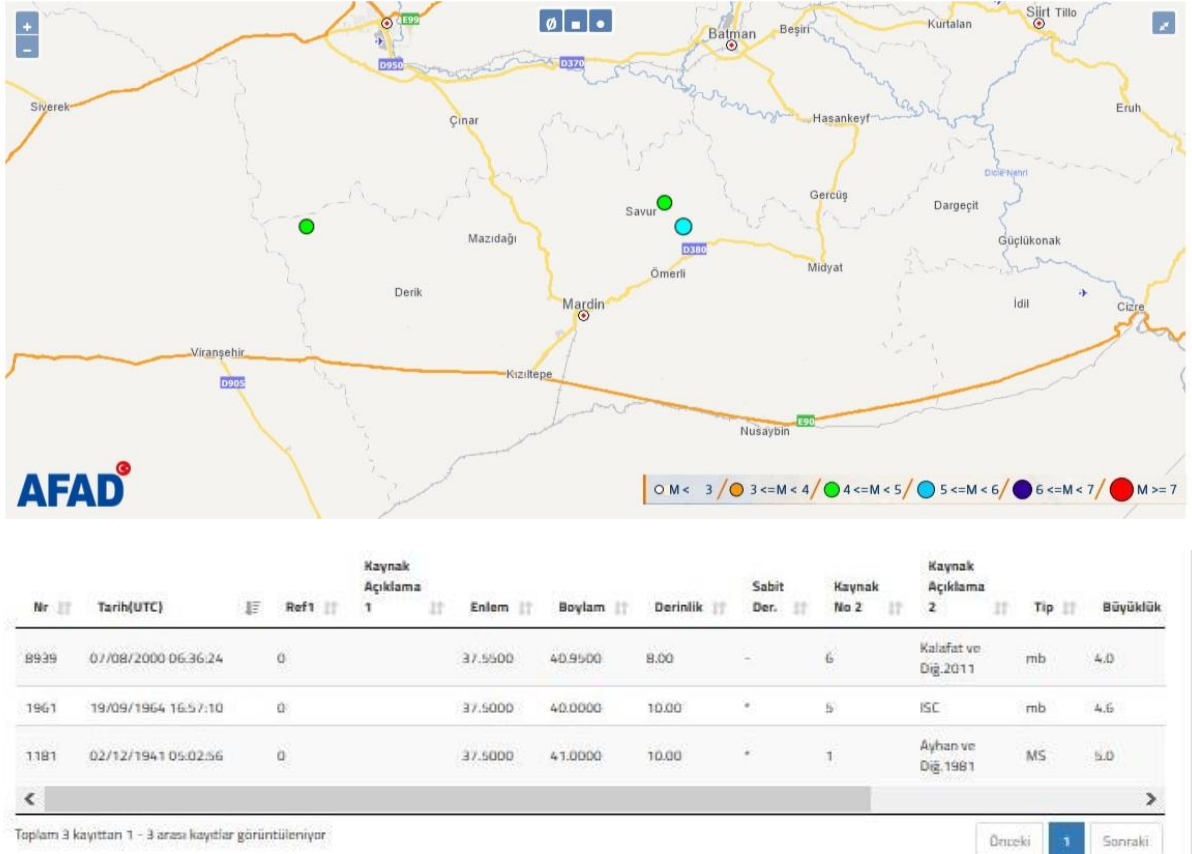 +
-
E99
Siirt Tillo
Batman
Beşiri
Kurtalan
D950
D370
Siverek
Çınar
Hasankeyf
Eruh
Dicle Nehri
Gercüş
Dargeçit
Savur
Mazıdağı
Güçlükonak
D380
Midyat
Ömerli
Derik
Mardin
İdil
Cizre
Viranşehir
Kızıltepe
D905
E90
Nusaybin
AFAD
M < 3 / 3 <=M < 4 / 4 <=M < 5 / 5 <=M < 6 / 6 <=M < 7 / M >= 7
Nr Tarih(UTC) Ref1 Kaynak Açıklama 1 Enlem Boylam Derinlik Sabit Der. Kaynak No 2 Kaynak Açıklama 2 Tip Büyüklük
8939 07/08/2000 06:36:24 0 37.5500 40.9500 8.00 - 6 Kalafat ve Diğ.2011 mb 4.0
1961 19/09/1964 16:57:10 0 37.5000 40.0000 10.00 * 5 ISC mb 4.6
1181 02/12/1941 05:02:56 0 37.5000 41.0000 10.00 * 1 Ayhan ve Diğ.1981 MS 5.0
Toplam 3 kayıttan 1 - 3 arası kayıtlar görüntüleniyor
Önceki 1 Sonraki